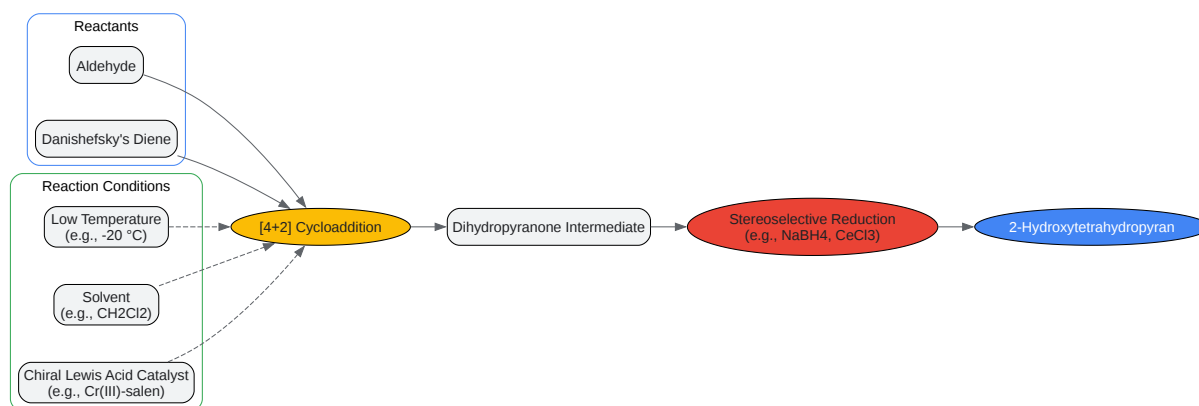 Reactants
Aldehyde
Danishefsky's Diene
Reaction Conditions
Low Temperature
(e.g., -20 °C)
Solvent
(e.g., CH2Cl2)
Chiral Lewis Acid Catalyst
(e.g., Cr(III)-salen)
[4+2] Cycloaddition
Dihydropyranone Intermediate
Stereoselective Reduction
(e.g., NaBH4, CeCl3)
2-Hydroxytetrahydropyran